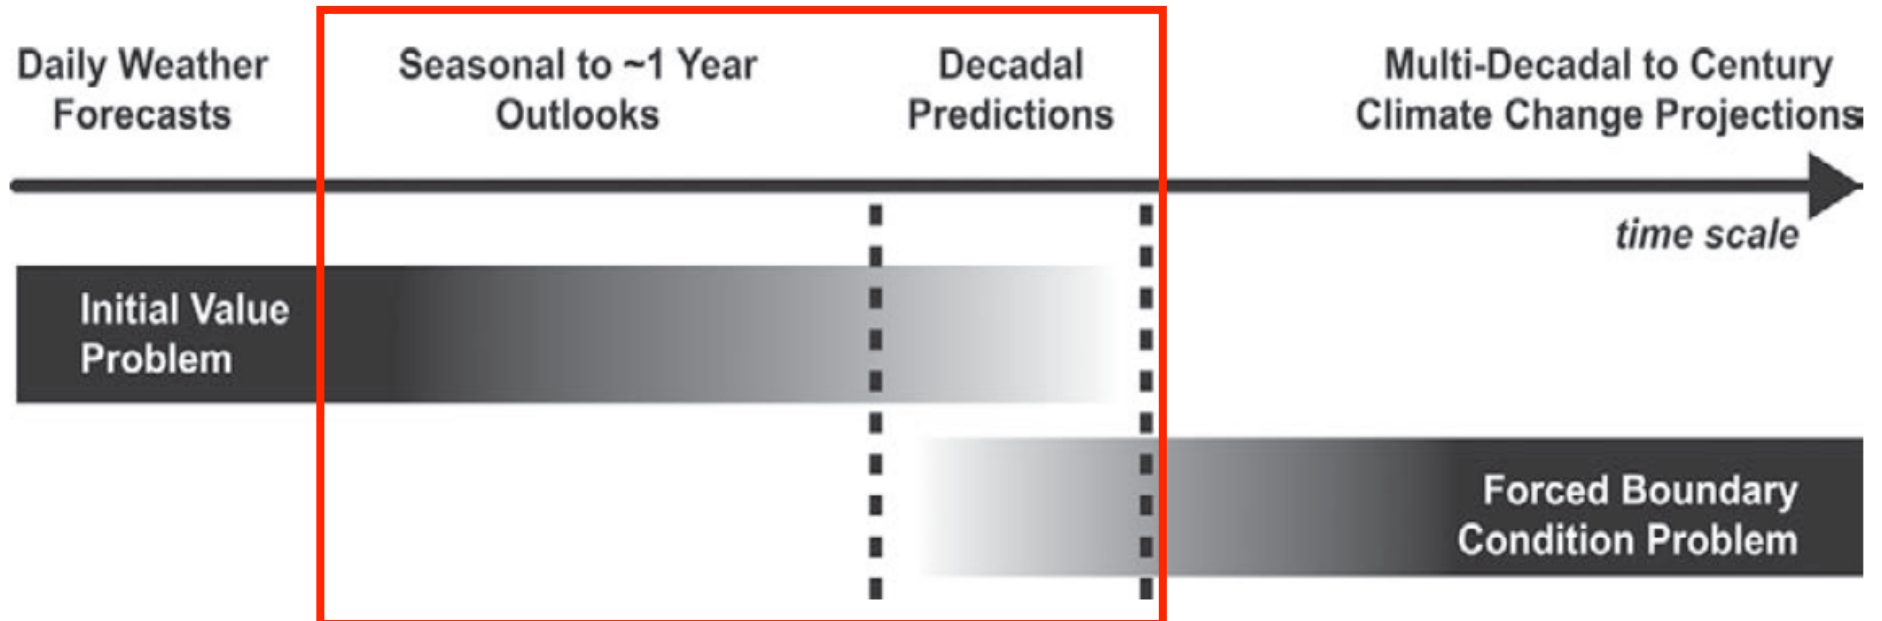 Daily Weather
Forecasts
Seasonal to ~1 Year
Outlooks
Decadal
Predictions
Multi-Decadal to Century
Climate Change Projections
time scale
Initial Value
Problem
Forced Boundary
Condition Problem